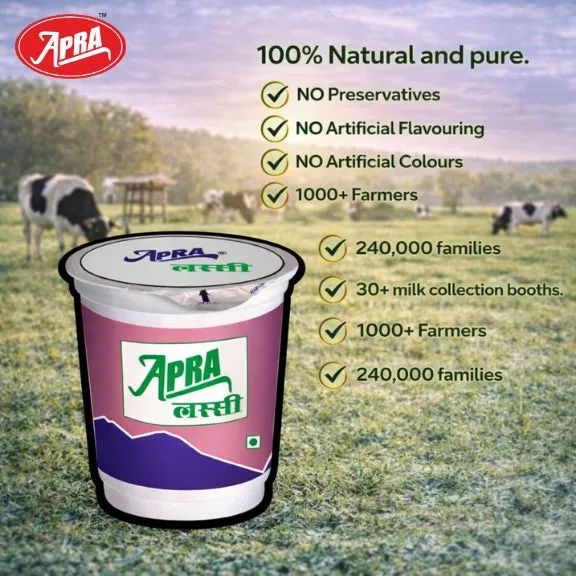 APRA
TM
100% Natural and pure.
NO Preservatives
NO Artificial Flavouring
NO Artificial Colours
1000+ Farmers
240,000 families
30+ milk collection booths.
1000+ Farmers
240,000 families
APRA®
लस्सी
APRA
लस्सी